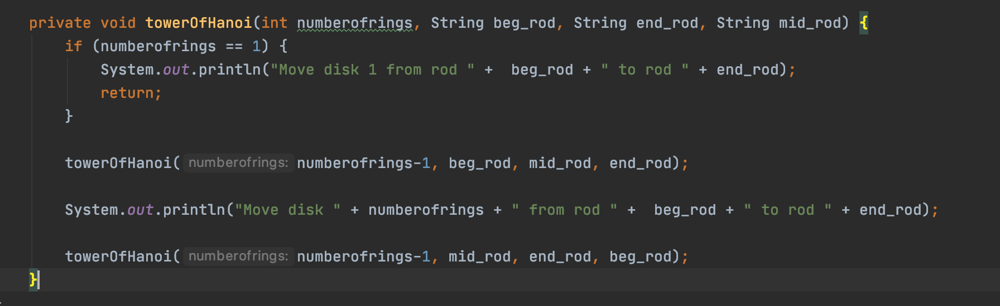 private void towerOfHanoi(int numberofrings, String beg_rod, String end_rod, String mid_rod) {
if (numberofrings == 1) {
System.out.println("Move disk 1 from rod " +  beg_rod + " to rod " + end_rod);
return;
}
towerOfHanoi( numberofrings: numberofrings-1, beg_rod, mid_rod, end_rod);
System.out.println("Move disk " + numberofrings + " from rod " +  beg_rod + " to rod " + end_rod);
towerOfHanoi( numberofrings: numberofrings-1, mid_rod, end_rod, beg_rod);
}